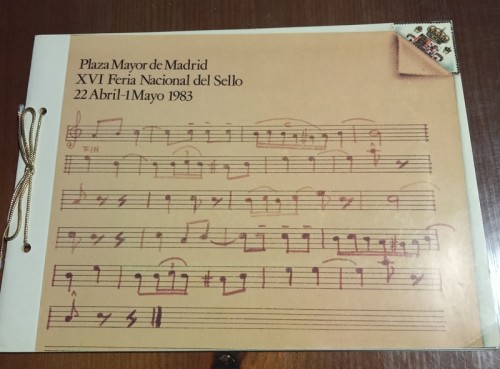 Plaza Mayor de Madrid
XVI Feria Nacional del Sello
22 Abril-1 Mayo 1983
FIN